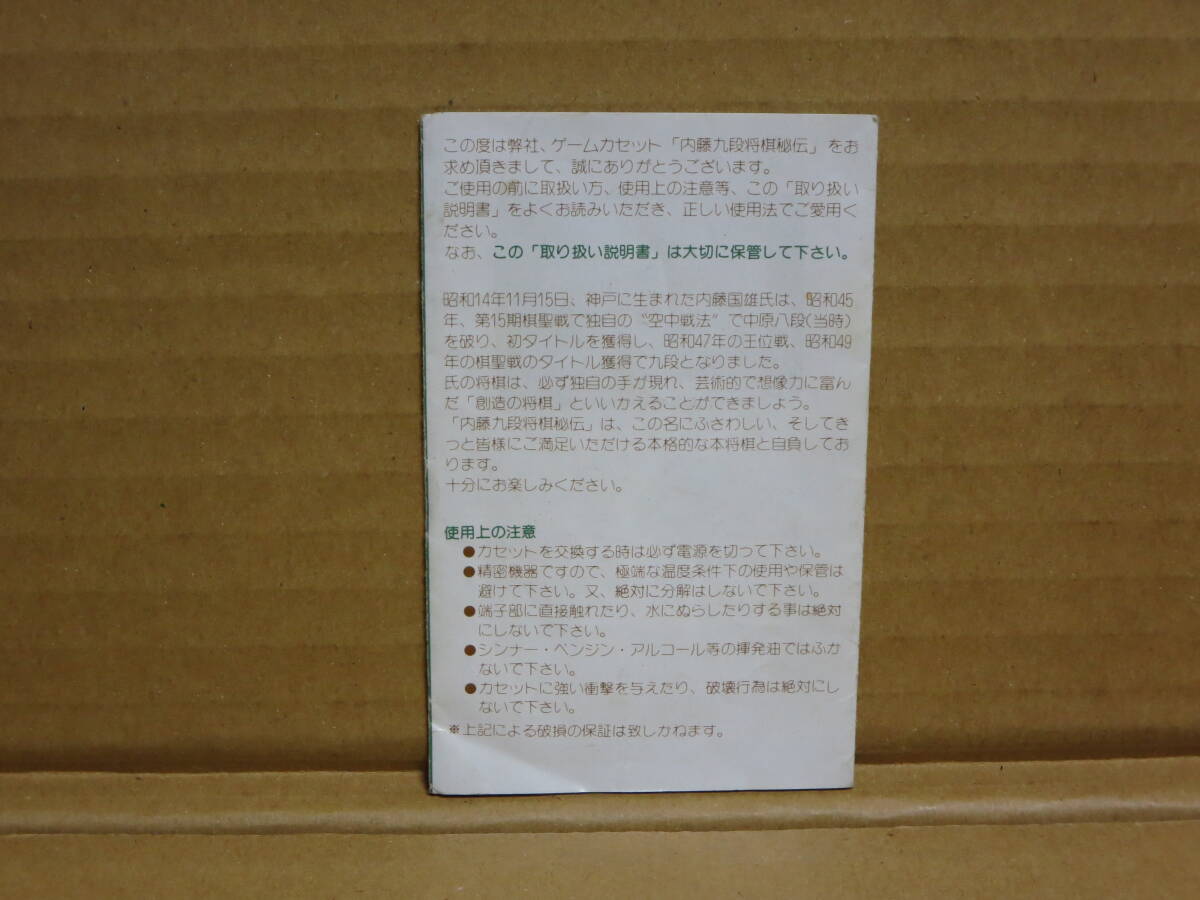 この度は弊社、ゲームカセット「内藤九段将棋秘伝」をお
求め頂きまして、誠にありがとうございます。
ご使用の前に取扱い方、使用上の注意等、この「取り扱い
説明書」をよくお読みいただき、正しい使用法でご愛用く
ださい。
なお、この「取り扱い説明書」は大切に保管して下さい。
昭和14年11月15日、神戸に生まれた内藤国雄氏は、昭和45
年、第15期棋聖戦で独自の〝空中戦法〟で中原八段(当時)
を破り、初タイトルを獲得し、昭和47年の王位戦、昭和49
年の棋聖戦のタイトル獲得で九段となりました。
氏の将棋は、必ず独自の手が現れ、芸術的で想像力に富ん
だ「創造の将棋」といいかえることができましよう。
「内藤九段将棋秘伝」は、この名にふさわしい、そしてき
っと皆様にご満足いただける本格的な本将棋と自負してお
ります。
十分にお楽しみください。
使用上の注意
●カセットを交換する時は必ず電源を切って下さい。
●精密機器ですので、極端な温度条件下の使用や保管は
避けて下さい。又、絶対に分解はしないで下さい。
●端子部に直接触れたり、水にぬらしたりする事は絶対
にしないで下さい。
●シンナー・ベンジン・アルコール等の揮発油ではふか
ないで下さい。
●カセットに強い衝撃を与えたり、破壊行為は絶対にし
ないで下さい。
※上記による破損の保証は致しかねます。